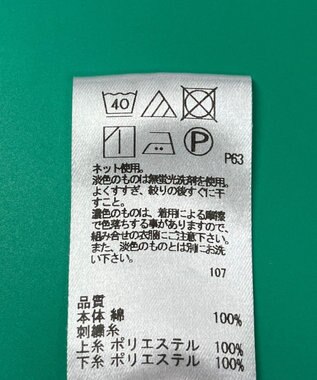 40
P
P63
ネット使用。
淡色のものは無蛍光洗剤を使用。
よくすすぎ、絞りの後すぐに干
すこと。
濃色のものは、着用による摩擦
で色落ちする事がありますので、
組み合せの衣服にご注意下さい。
また、淡色のものとは別にお洗
い下さい。
107
品質
本体 綿 100%
刺繍糸
上糸 ポリエステル 100%
下糸 ポリエステル 100%